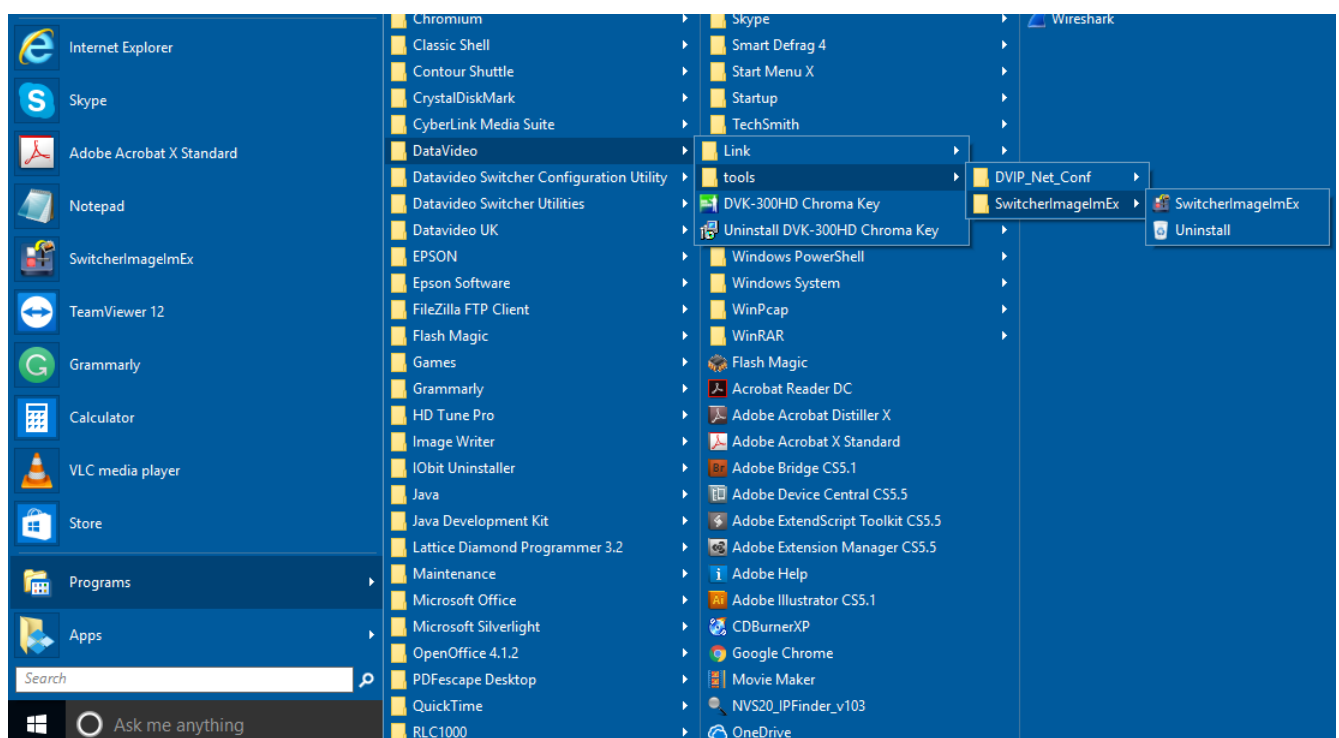 Internet Explorer
Skype
Adobe Acrobat X Standard
Notepad
SwitcherImageImEx
TeamViewer 12
Grammarly
Calculator
VLC media player
Store
Programs
Apps
Search
Ask me anything
Chromium
Classic Shell
Contour Shuttle
CrystalDiskMark
CyberLink Media Suite
DataVideo
Datavideo Switcher Configuration Utility
Datavideo Switcher Utilities
Datavideo UK
EPSON
Epson Software
FileZilla FTP Client
Flash Magic
Games
Grammarly
HD Tune Pro
Image Writer
IObit Uninstaller
Java
Java Development Kit
Lattice Diamond Programmer 3.2
Maintenance
Microsoft Office
Microsoft Silverlight
OpenOffice 4.1.2
PDFescape Desktop
QuickTime
RLC1000
Skype
Smart Defrag 4
Start Menu X
Startup
TechSmith
Link
tools
DVK-300HD Chroma Key
Uninstall DVK-300HD Chroma Key
Windows PowerShell
Windows System
WinPcap
WinRAR
Flash Magic
Acrobat Reader DC
Adobe Acrobat Distiller X
Adobe Acrobat X Standard
Adobe Bridge CS5.1
Adobe Device Central CS5.5
Adobe ExtendScript Toolkit CS5.5
Adobe Extension Manager CS5.5
Adobe Help
Adobe Illustrator CS5.1
CDBurnerXP
Google Chrome
Movie Maker
NVS20_IPFinder_v103
OneDrive
Wireshark
DVIP_Net_Conf
SwitcherImageImEx
SwitcherImageImEx
Uninstall